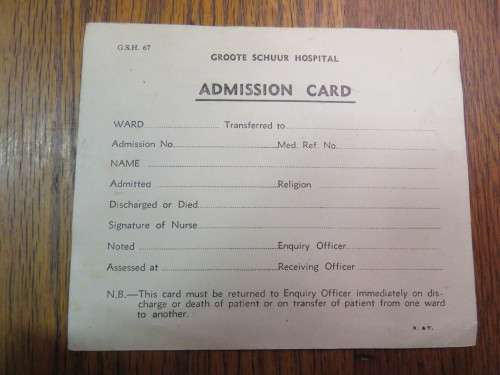 G.S.H. 67
GROOTE SCHUUR HOSPITAL
ADMISSION CARD
WARD Transferred to
Admission No. Med. Ref. No.
NAME
Admitted Religion
Discharged or Died
Signature of Nurse
Noted Enquiry Officer
Assessed at Receiving Officer
N.B.—This card must be returned to Enquiry Officer immediately on dis-
charge or death of patient or on transfer of patient from one ward
to another.